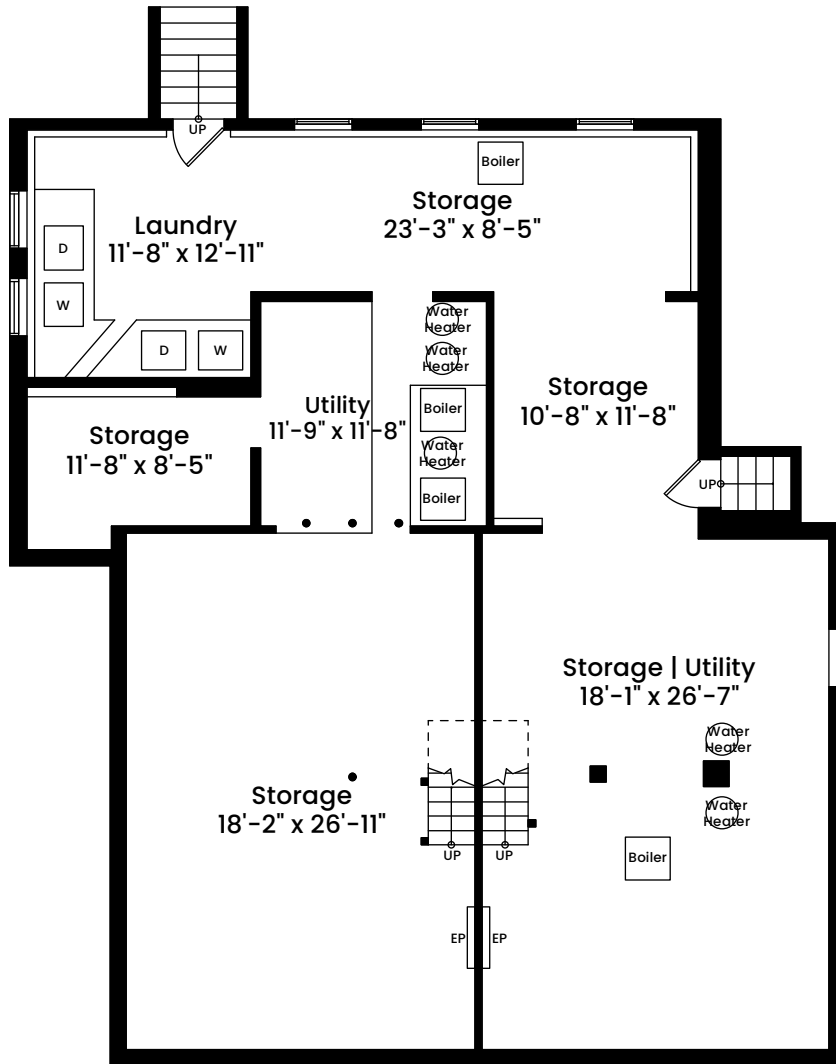 UP
Boiler
Storage
23'-3" x 8'-5"
Laundry
11'-8" x 12'-11"
D
W
D
W
Water
Heater
Water
Heater
Storage
10'-8" x 11'-8"
Utility
11'-9" x 11'-8"
Boiler
Storage
11'-8" x 8'-5"
Water
Heater
Boiler
UP
Storage | Utility
18'-1" x 26'-7"
Water
Heater
Storage
18'-2" x 26'-11"
Water
Heater
UP
UP
Boiler
EP
EP